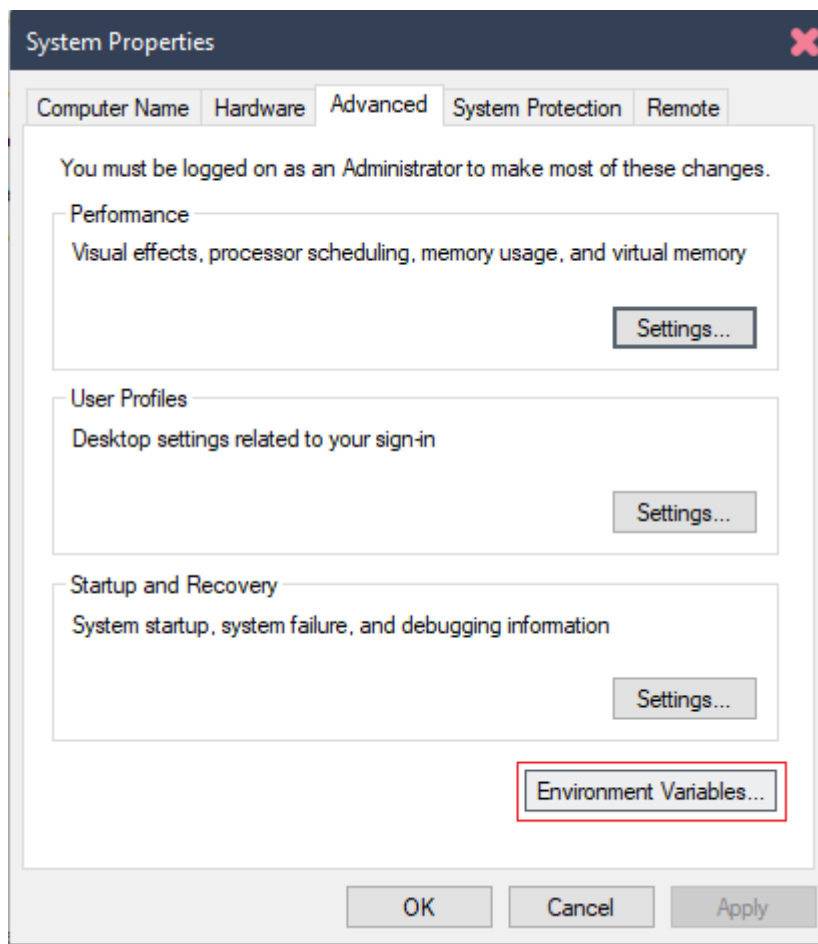 System Properties
Computer Name Hardware Advanced System Protection Remote
You must be logged on as an Administrator to make most of these changes.
Performance
Visual effects, processor scheduling, memory usage, and virtual memory
Settings...
User Profiles
Desktop settings related to your sign-in
Settings...
Startup and Recovery
System startup, system failure, and debugging information
Settings...
Environment Variables...
OK Cancel Apply